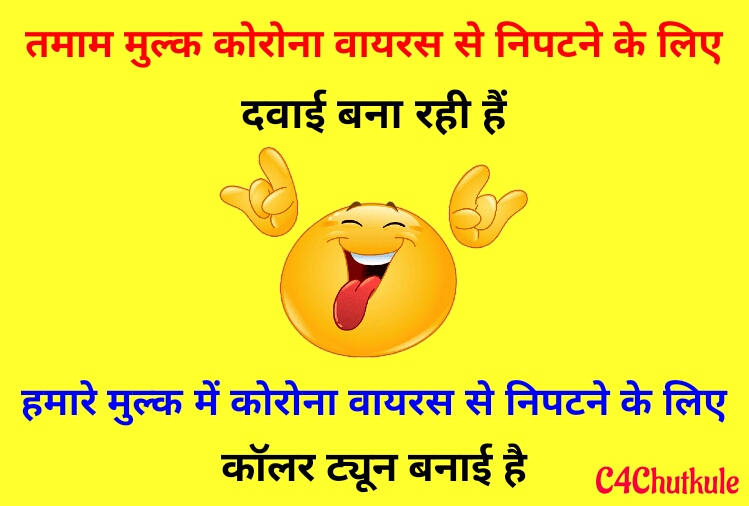 तमाम मुल्क कोरोना वायरस से निपटने के लिए
दवाई बना रही हैं
हमारे मुल्क में कोरोना वायरस से निपटने के लिए
कॉलर ट्यून बनाई है
C4Chutkule